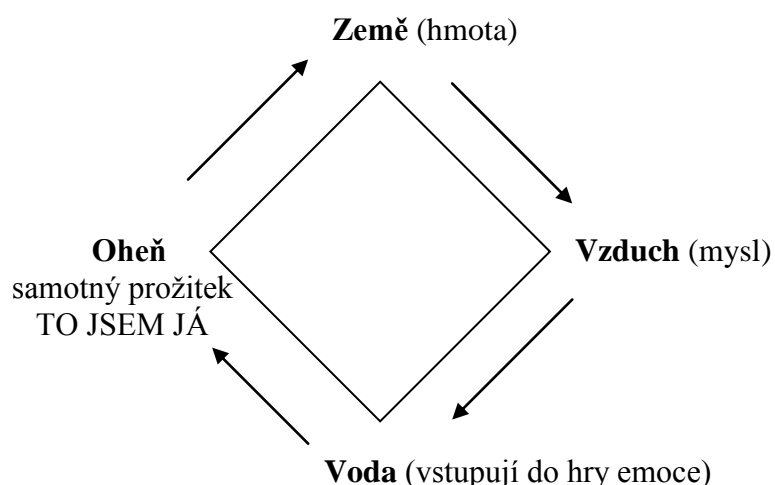 Země (hmota)
Oheň
samotný prožitek
TO JSEM JÁ
Vzduch (mysl)
Voda (vstupují do hry emoce)